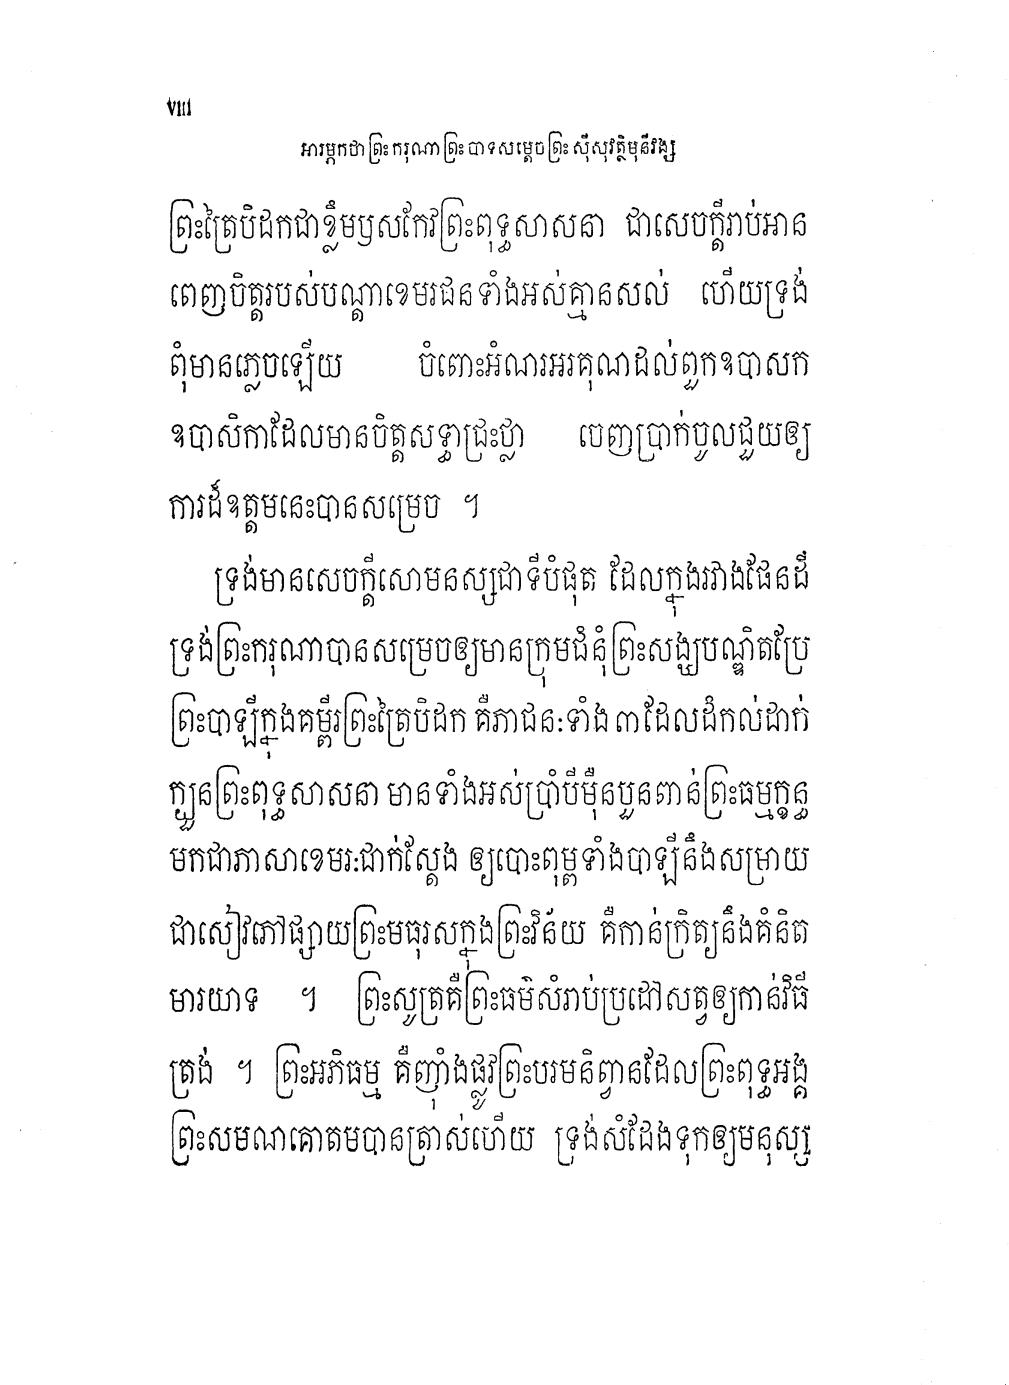 VIII
អារម្ភកថាព្រះករុណាព្រះបាទសម្តេចព្រះស៊ីសុវត្ថិមុនីវង្ស
ព្រះត្រៃបិដកជាខ្លឹមឫសកែវព្រះពុទ្ធសាសនា ជាសេចក្តីរាប់អាន
ពេញចិត្តរបស់បណ្តាខេមរជនទាំងអស់គ្មានសល់ ហើយទ្រង់
ពុំមានភ្លេចឡើយ ចំពោះអំណរអរគុណដល់ពួកឧបាសក
ឧបាសិកាដែលមានចិត្តសទ្ធាជ្រះថ្លា ចេញប្រាក់ចូលជួយឲ្យ
ការដ៏ឧត្តមនេះបានសម្រេច ។
ទ្រង់មានសេចក្តីសោមនស្សជាទីបំផុត ដែលក្នុងរវាងផែនដី
ទ្រង់ព្រះករុណាបានសម្រេចឲ្យមានក្រុមជំនុំព្រះសង្ឃបណ្ឌិតប្រែ
ព្រះបាឡីក្នុងគម្ពីរព្រះត្រៃបិដក គឺភាជនៈទាំង ៣ ដែលដំកល់ដាក់
ក្បួនព្រះពុទ្ធសាសនា មានទាំងអស់ប្រាំបីម៉ឺនបួនពាន់ព្រះធម្មក្ខន្ធ
មកជាភាសាខេមរៈជាក់ស្តែង ឲ្យបោះពុម្ពទាំងបាឡីនឹងសម្រាយ
ជាសៀវភៅផ្សាយព្រះមធុរសក្នុងព្រះវិន័យ គឺកាន់ក្រិត្យនឹងគំនិត
មារយាទ ។ ព្រះសូត្រគឺព្រះធម៌សំរាប់ប្រដៅសត្វឲ្យកាន់វិធី
ត្រង់ ។ ព្រះអភិធម្ម គឺញ៉ាំងផ្លូវព្រះបរមនិព្វានដែលព្រះពុទ្ធអង្គ
ព្រះសមណគោតមបានត្រាស់ហើយ ទ្រង់សំដែងទុកឲ្យមនុស្ស